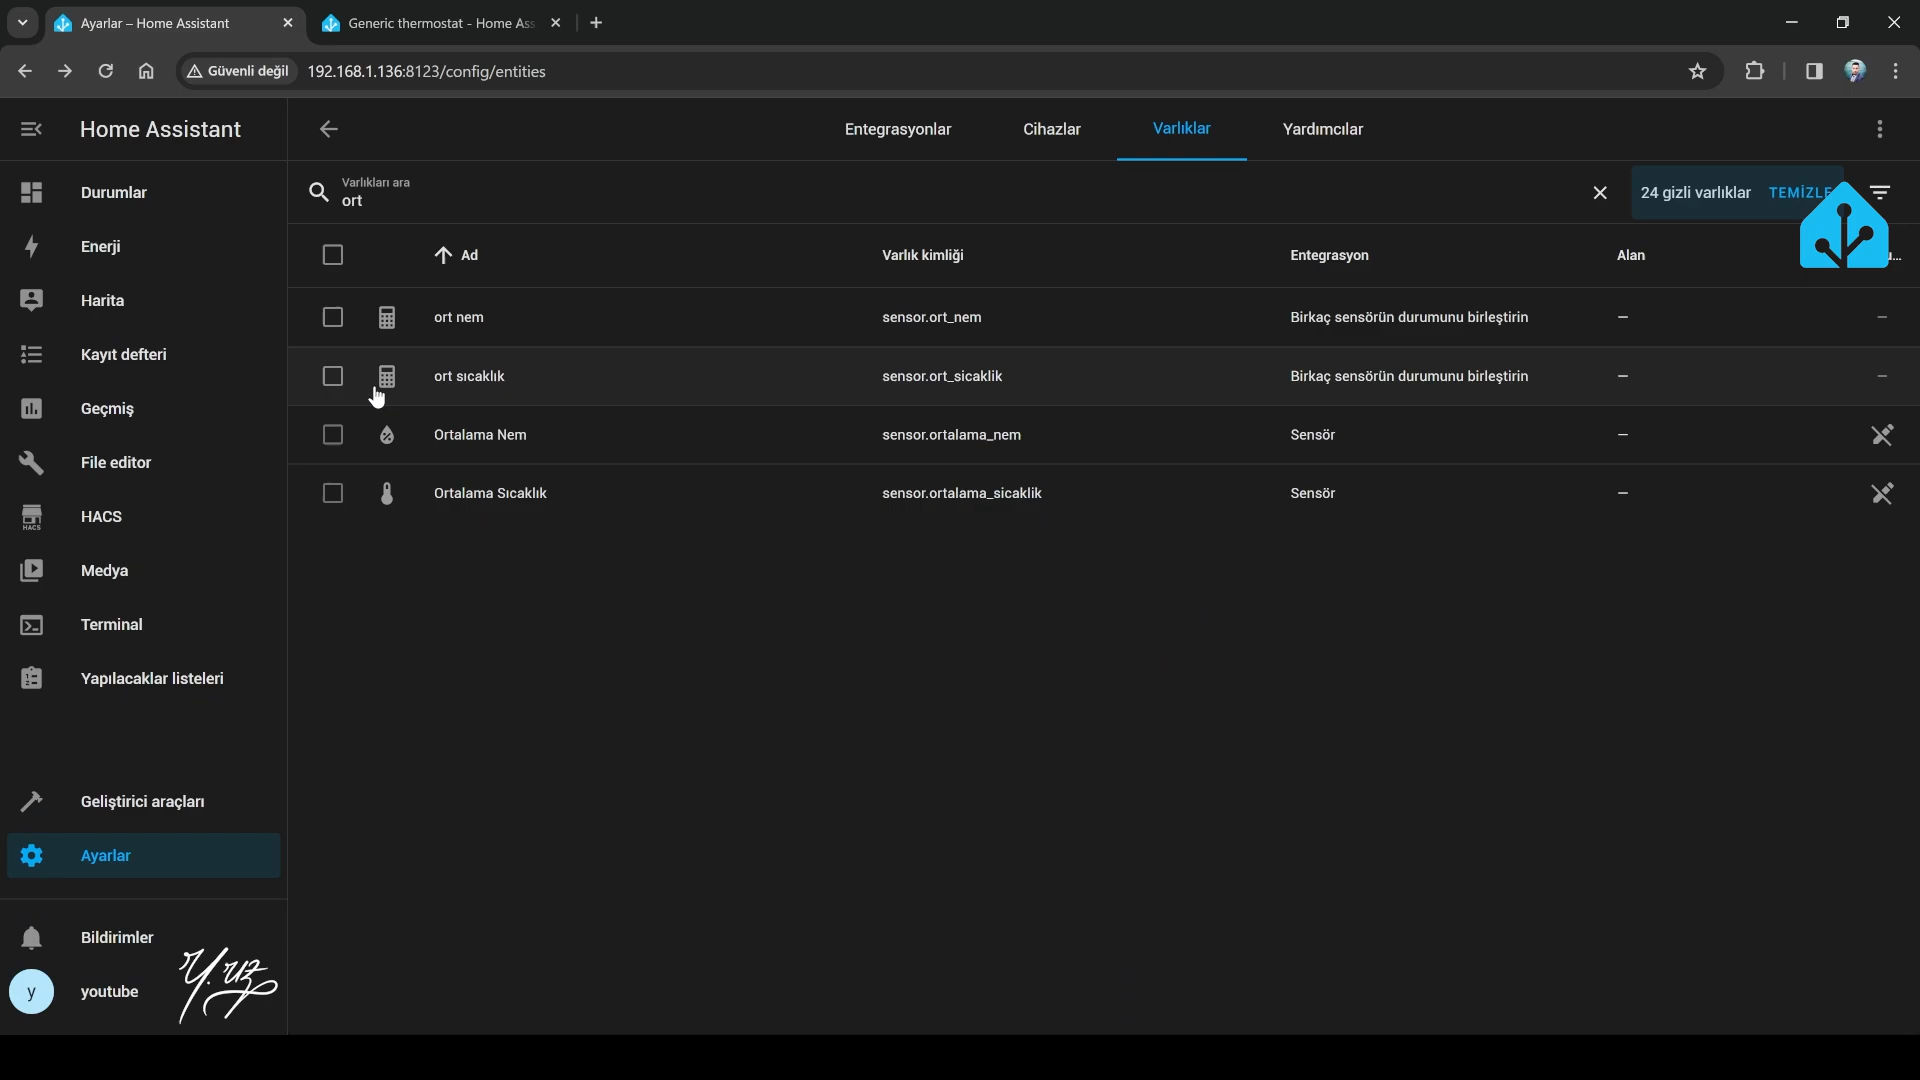 Ayarlar – Home Assistant
Generic thermostat - Home Ass
Güvenli değil
192.168.1.136:8123/config/entities
Home Assistant
Entegrasyonlar
Cihazlar
Varlıklar
Yardımcılar
Durumlar
Enerji
Harita
Kayıt defteri
Geçmiş
File editor
HACS
HACS
Medya
Terminal
Yapılacaklar listeleri
Geliştirici araçları
Ayarlar
Bildirimler
y
youtube
Y.uz
Varlıkları ara
ort
24 gizli varlıklar
TEMİZLE
Ad
Varlık kimliği
Entegrasyon
Alan
ort nem
sensor.ort_nem
Birkaç sensörün durumunu birleştirin
—
—
ort sıcaklık
sensor.ort_sicaklik
Birkaç sensörün durumunu birleştirin
—
—
Ortalama Nem
sensor.ortalama_nem
Sensör
—
Ortalama Sıcaklık
sensor.ortalama_sicaklik
Sensör
—